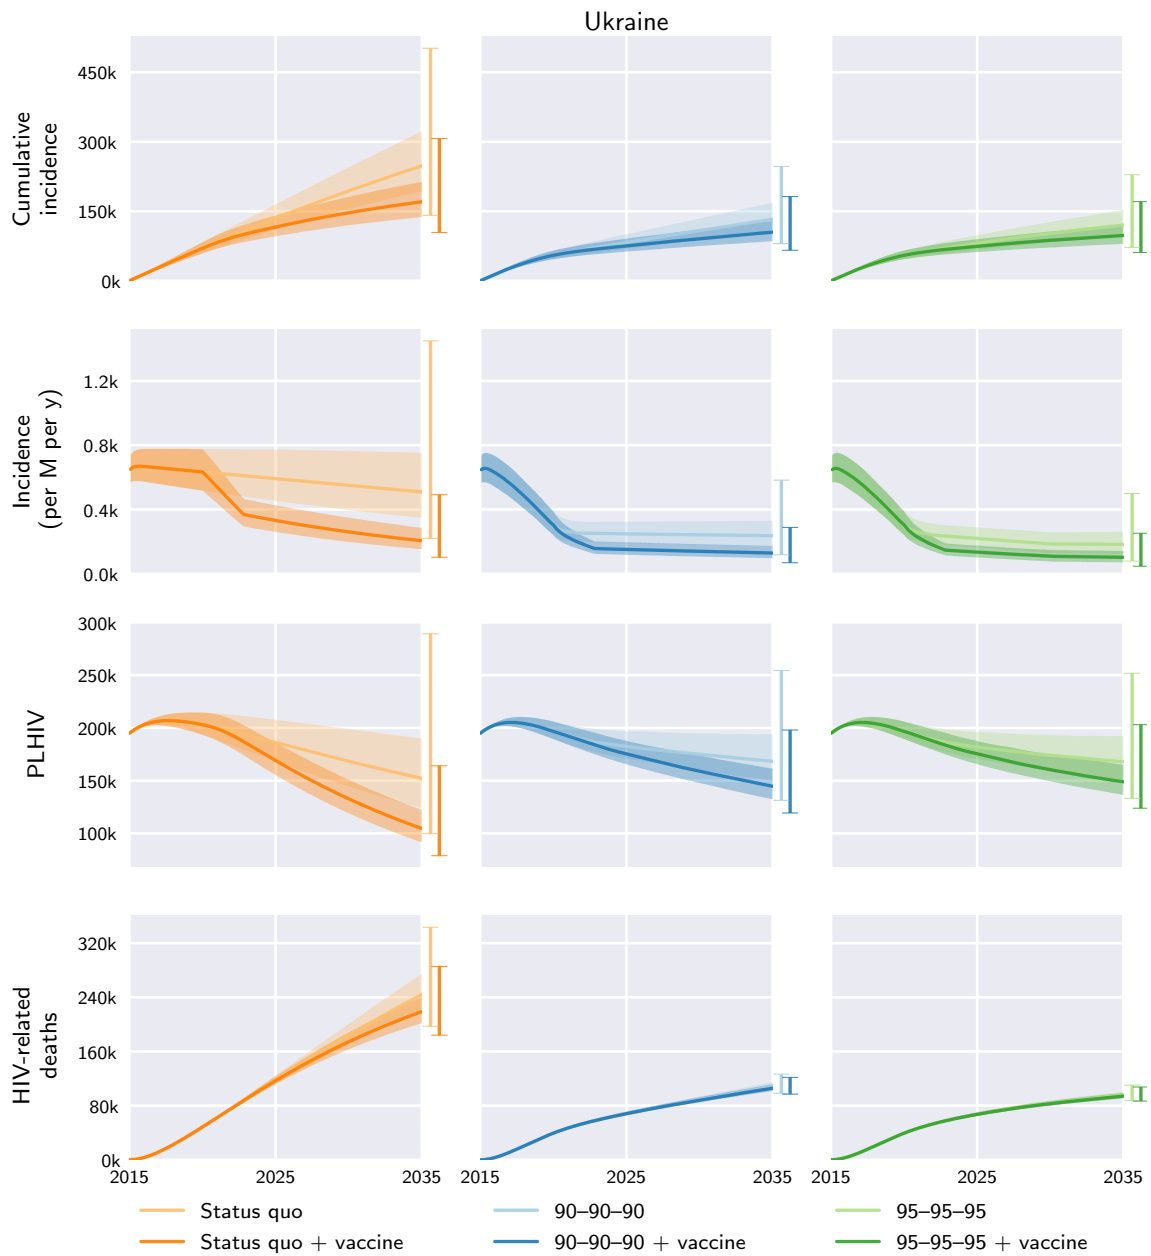 Ukraine
Cumulative
incidence
450k
300k
150k
0k
Incidence
(per M per y)
1.2k
0.8k
0.4k
0.0k
PLHIV
300k
250k
200k
150k
100k
HIV-related
deaths
320k
240k
160k
80k
0k
2015 2025 2035 2015 2025 2035 2015 2025 2035
Status quo 90–90–90 95–95–95
Status quo + vaccine 90–90–90 + vaccine 95–95–95 + vaccine